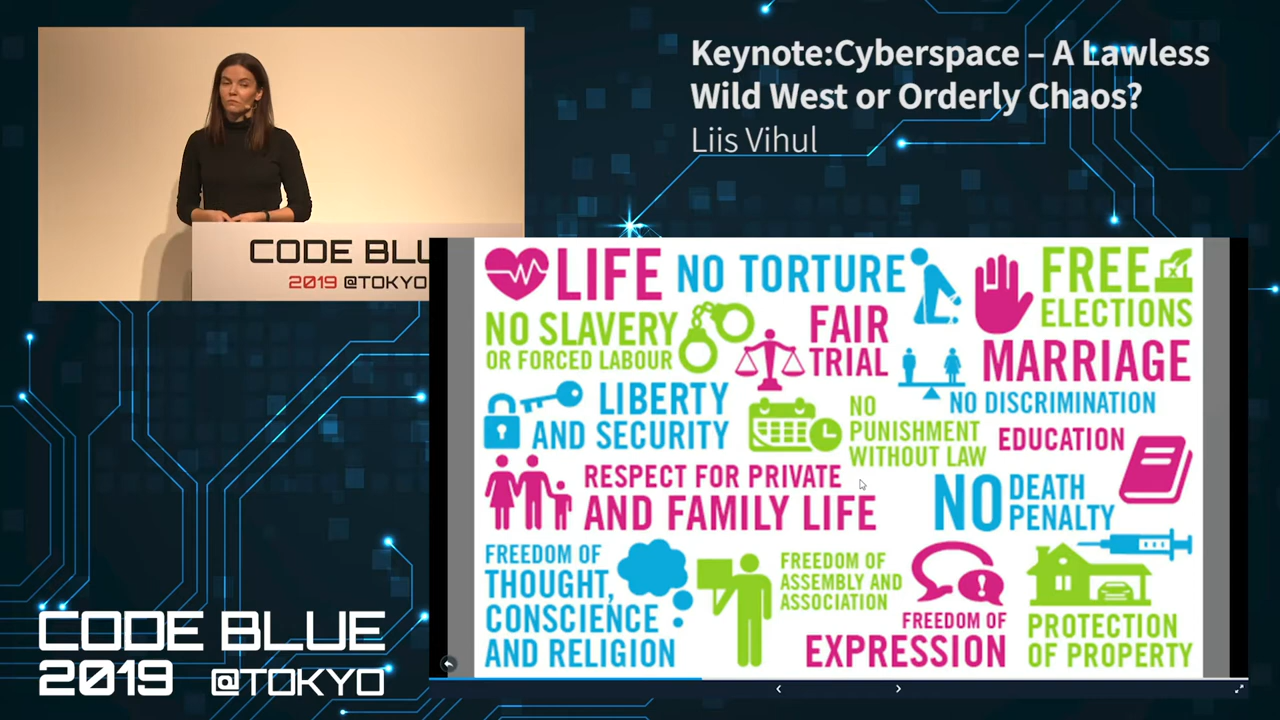 Keynote:Cyberspace – A Lawless
Wild West or Orderly Chaos?
Liis Vihul
CODE BLU
2019 @TOKYO
LIFE
NO TORTURE
FREE
ELECTIONS
NO SLAVERY
OR FORCED LABOUR
FAIR
TRIAL
MARRIAGE
LIBERTY
AND SECURITY
NO
PUNISHMENT
WITHOUT LAW
NO DISCRIMINATION
EDUCATION
RESPECT FOR PRIVATE
AND FAMILY LIFE
NO DEATH
PENALTY
FREEDOM OF
THOUGHT,
CONSCIENCE
AND RELIGION
FREEDOM OF
ASSEMBLY AND
ASSOCIATION
FREEDOM OF
EXPRESSION
PROTECTION
OF PROPERTY
CODE BLUE
2019 @TOKYO